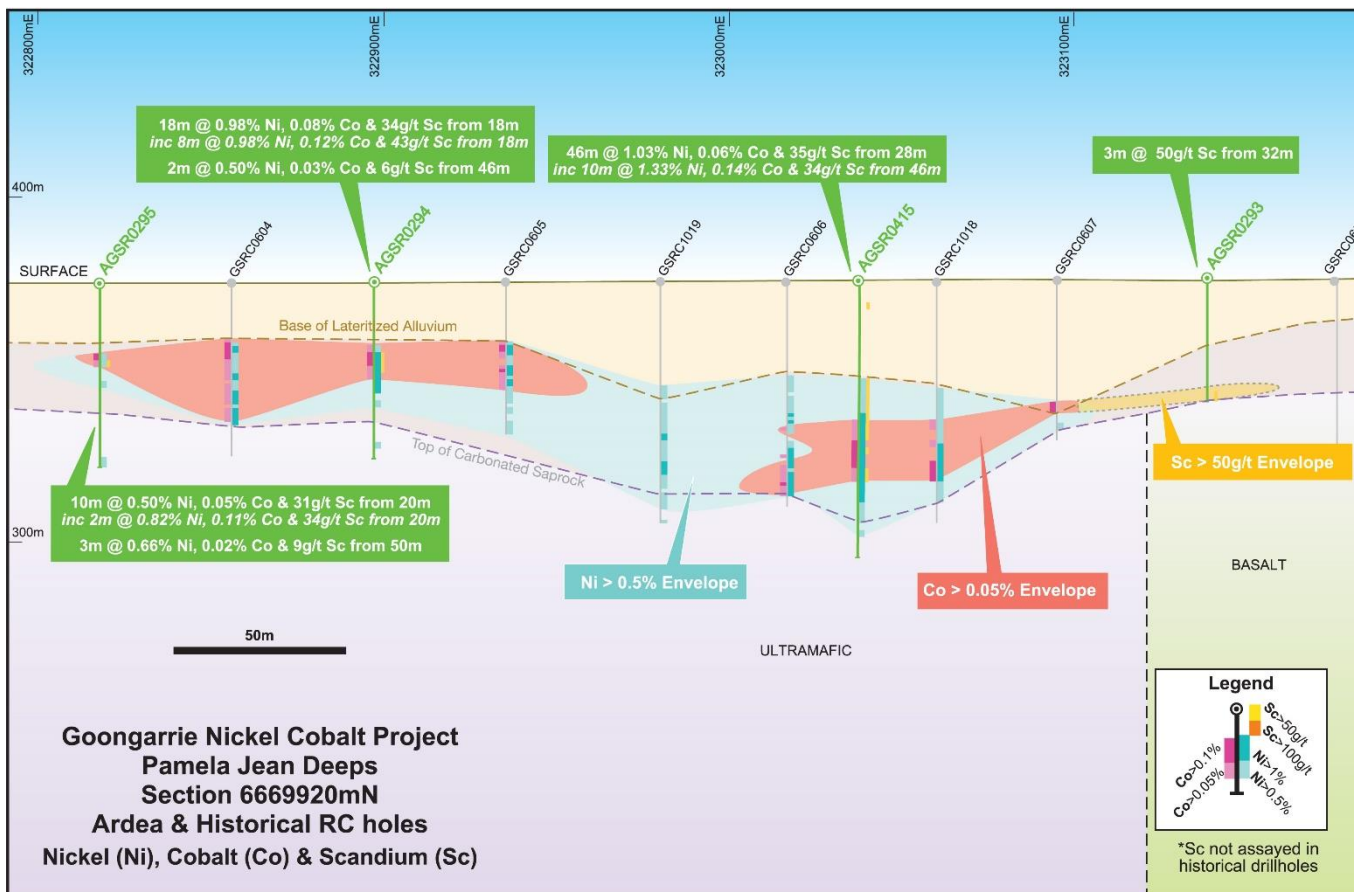 322800mE
322900mE
323000mE
323100mE
18m @ 0.98% Ni, 0.08% Co & 34g/t Sc from 18m
inc 8m @ 0.98% Ni, 0.12% Co & 43g/t Sc from 18m
2m @ 0.50% Ni, 0.03% Co & 6g/t Sc from 46m
46m @ 1.03% Ni, 0.06% Co & 35g/t Sc from 28m
inc 10m @ 1.33% Ni, 0.14% Co & 34g/t Sc from 46m
3m @ 50g/t Sc from 32m
400m
AGSR0295
GSRC0604
AGSR0294
GSRC0605
GSRC1019
GSRC0606
AGSR0415
GSRC1018
GSRC0607
AGSR0293
GSRC06
SURFACE
Base of Lateritized Alluvium
Top of Carbonated Saprock
Sc > 50g/t Envelope
10m @ 0.50% Ni, 0.05% Co & 31g/t Sc from 20m
inc 2m @ 0.82% Ni, 0.11% Co & 34g/t Sc from 20m
3m @ 0.66% Ni, 0.02% Co & 9g/t Sc from 50m
300m
Ni > 0.5% Envelope
Co > 0.05% Envelope
BASALT
50m
ULTRAMAFIC
Goongarrie Nickel Cobalt Project
Pamela Jean Deeps
Section 6669920mN
Ardea & Historical RC holes
Nickel (Ni), Cobalt (Co) & Scandium (Sc)
Legend
Sc>50g/t
Sc>100g/t
Co>0.1%
Co>0.05%
Ni>1%
Ni>0.5%
*Sc not assayed in
historical drillholes